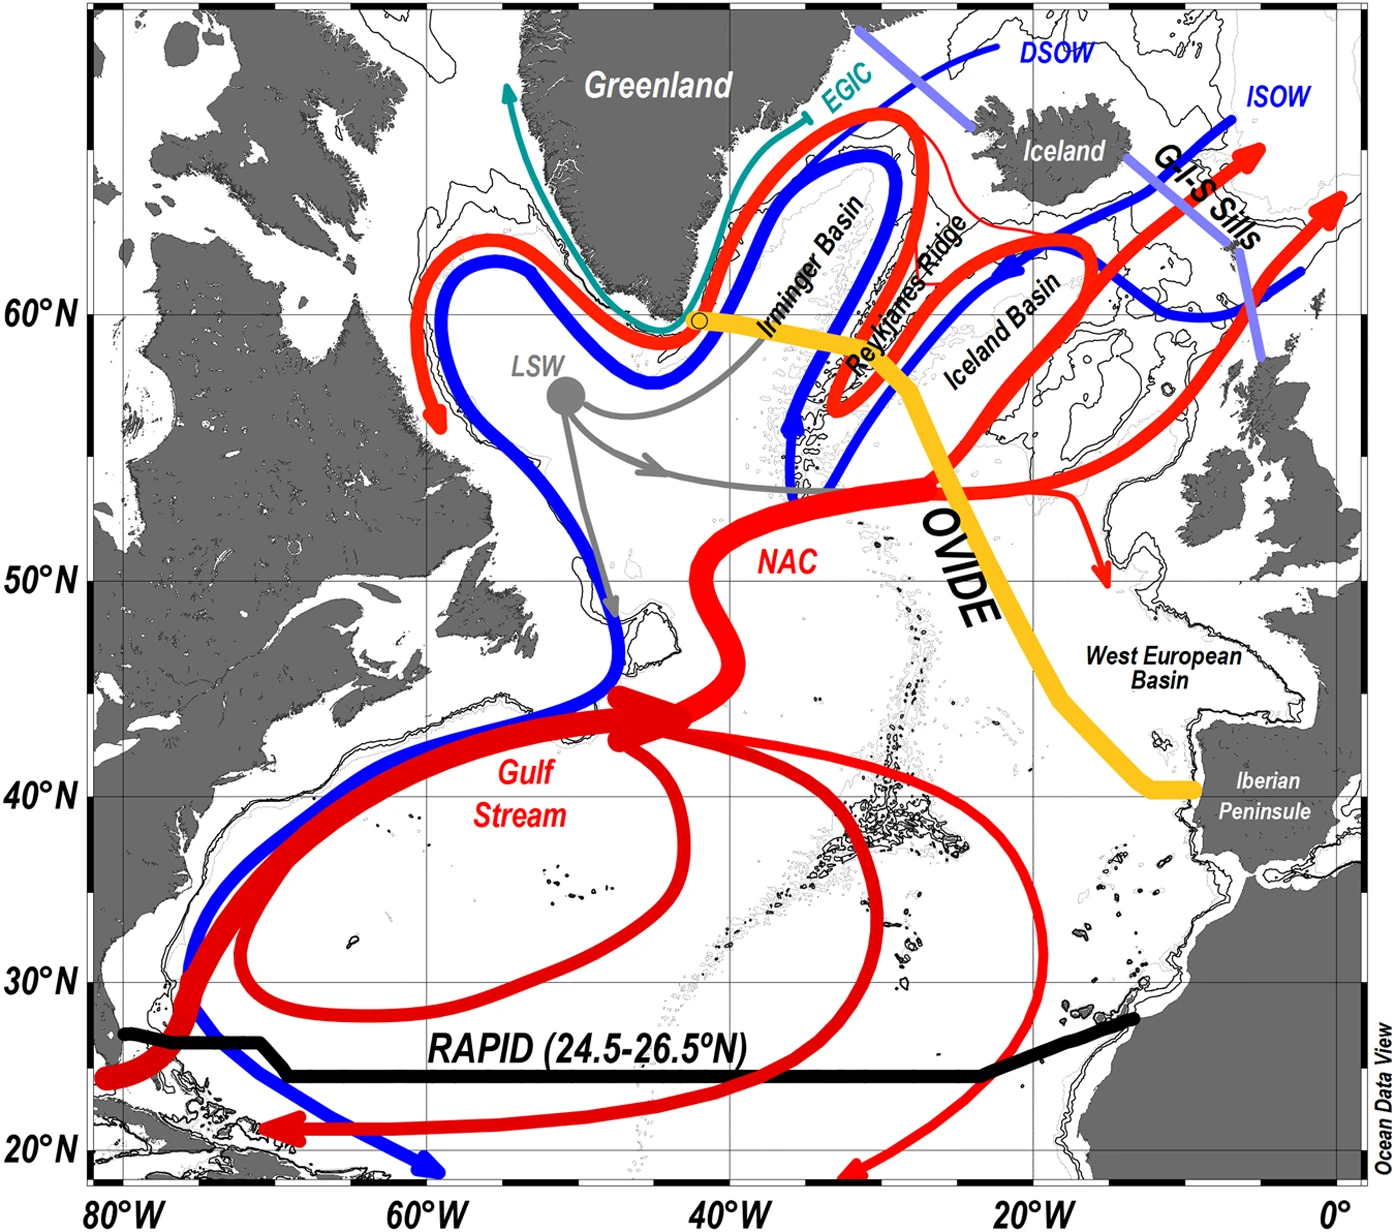 Greenland
EGIC
DSOW
ISOW
Iceland
GI-S Sills
Irminger Basin
Reykjanes Ridge
Iceland Basin
60°N
LSW
OVIDE
NAC
50°N
West European
Basin
Gulf
Stream
Iberian
Peninsule
40°N
30°N
RAPID (24.5-26.5ºN)
20°N
Ocean Data View
80°W
60°W
40°W
20°W
0°